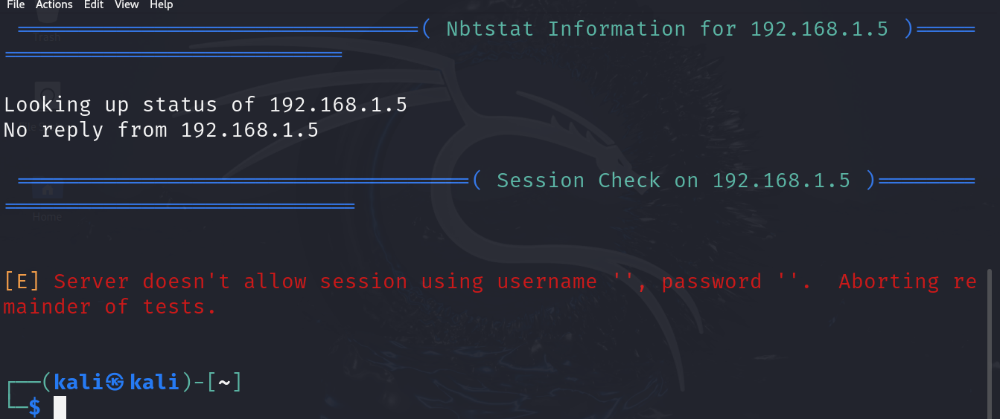 File Actions Edit View Help
Trash
═════════════════════════════════( Nbtstat Information for 192.168.1.5 )═════
═══════════════════════════
Looking up status of 192.168.1.5
No reply from 192.168.1.5
═════════════════════════════════════( Session Check on 192.168.1.5 )════════
════════════════════════════
Home
[E] Server doesn't allow session using username '', password ''.  Aborting re
mainder of tests.
┌──(kali㉿kali)-[~]
└─$